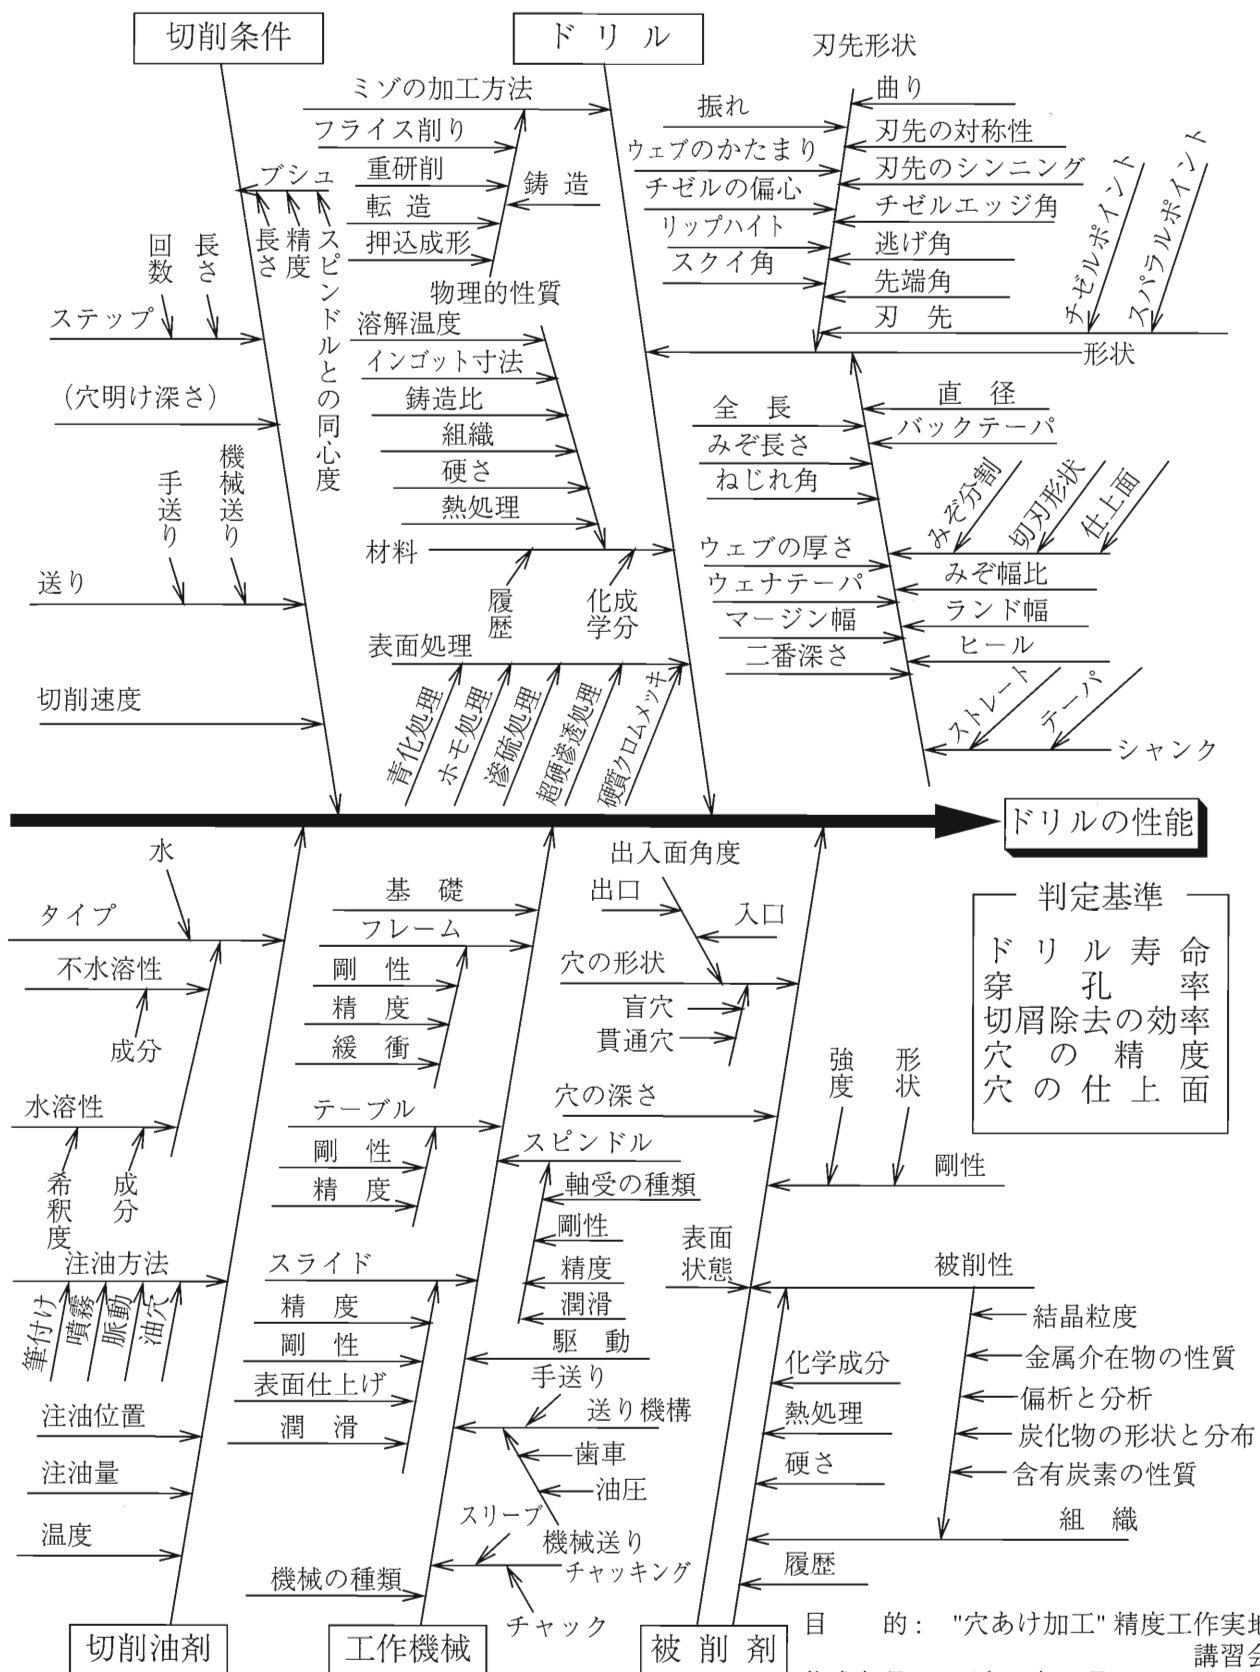 切削条件
ド リ ル
刃先形状
ミゾの加工方法
フライス削り
重研削
転 造
押込成形
鋳 造
ブシュ
長さ
精度
スピンドルとの同心度
回数
長さ
ステップ
(穴明け深さ)
手送り
機械送り
送り
切削速度
物理的性質
溶解温度
インゴット寸法
鋳造比
組織
硬さ
熱処理
材料
履歴
化学成分
表面処理
青化処理
ホモ処理
滲硫処理
超硬滲透処理
硬質クロムメッキ
振れ
ウェブのかたまり
チゼルの偏心
リップハイト
スクイ角
曲り
刃先の対称性
刃先のシンニング
チゼルエッジ角
逃げ角
先端角
刃 先
チゼルポイント
スパラルポイント
形状
全 長
みぞ長さ
ねじれ角
直 径
バックテーパ
みぞ分割
切刃形状
仕上面
ウェブの厚さ
ウェナテーパ
マージン幅
二番深さ
みぞ幅比
ランド幅
ヒール
ストレート
テーパ
シャンク
ドリルの性能
判定基準
ドリル寿命
穿孔率
切屑除去の効率
穴の精度
穴の仕上面
水
タイプ
不水溶性
成分
水溶性
希釈度
成分
注油方法
筆付け
噴霧
脈動
油穴
注油位置
注油量
温度
切削油剤
基 礎
フレーム
剛 性
精 度
緩 衝
テーブル
剛 性
精 度
スライド
精 度
剛 性
表面仕上げ
潤 滑
機械の種類
スピンドル
軸受の種類
剛性
精度
潤滑
駆 動
手送り
送り機構
歯車
油圧
機械送り
スリーブ
チャッキング
チャック
工作機械
出入面角度
出口
入口
穴の形状
盲穴
貫通穴
穴の深さ
強度
形状
剛性
表面
状態
被削性
結晶粒度
金属介在物の性質
偏析と分析
炭化物の形状と分布
含有炭素の性質
化学成分
熱処理
硬さ
組 織
履歴
被 削 剤
目 的: "穴あけ加工" 精度工作実地
講習会